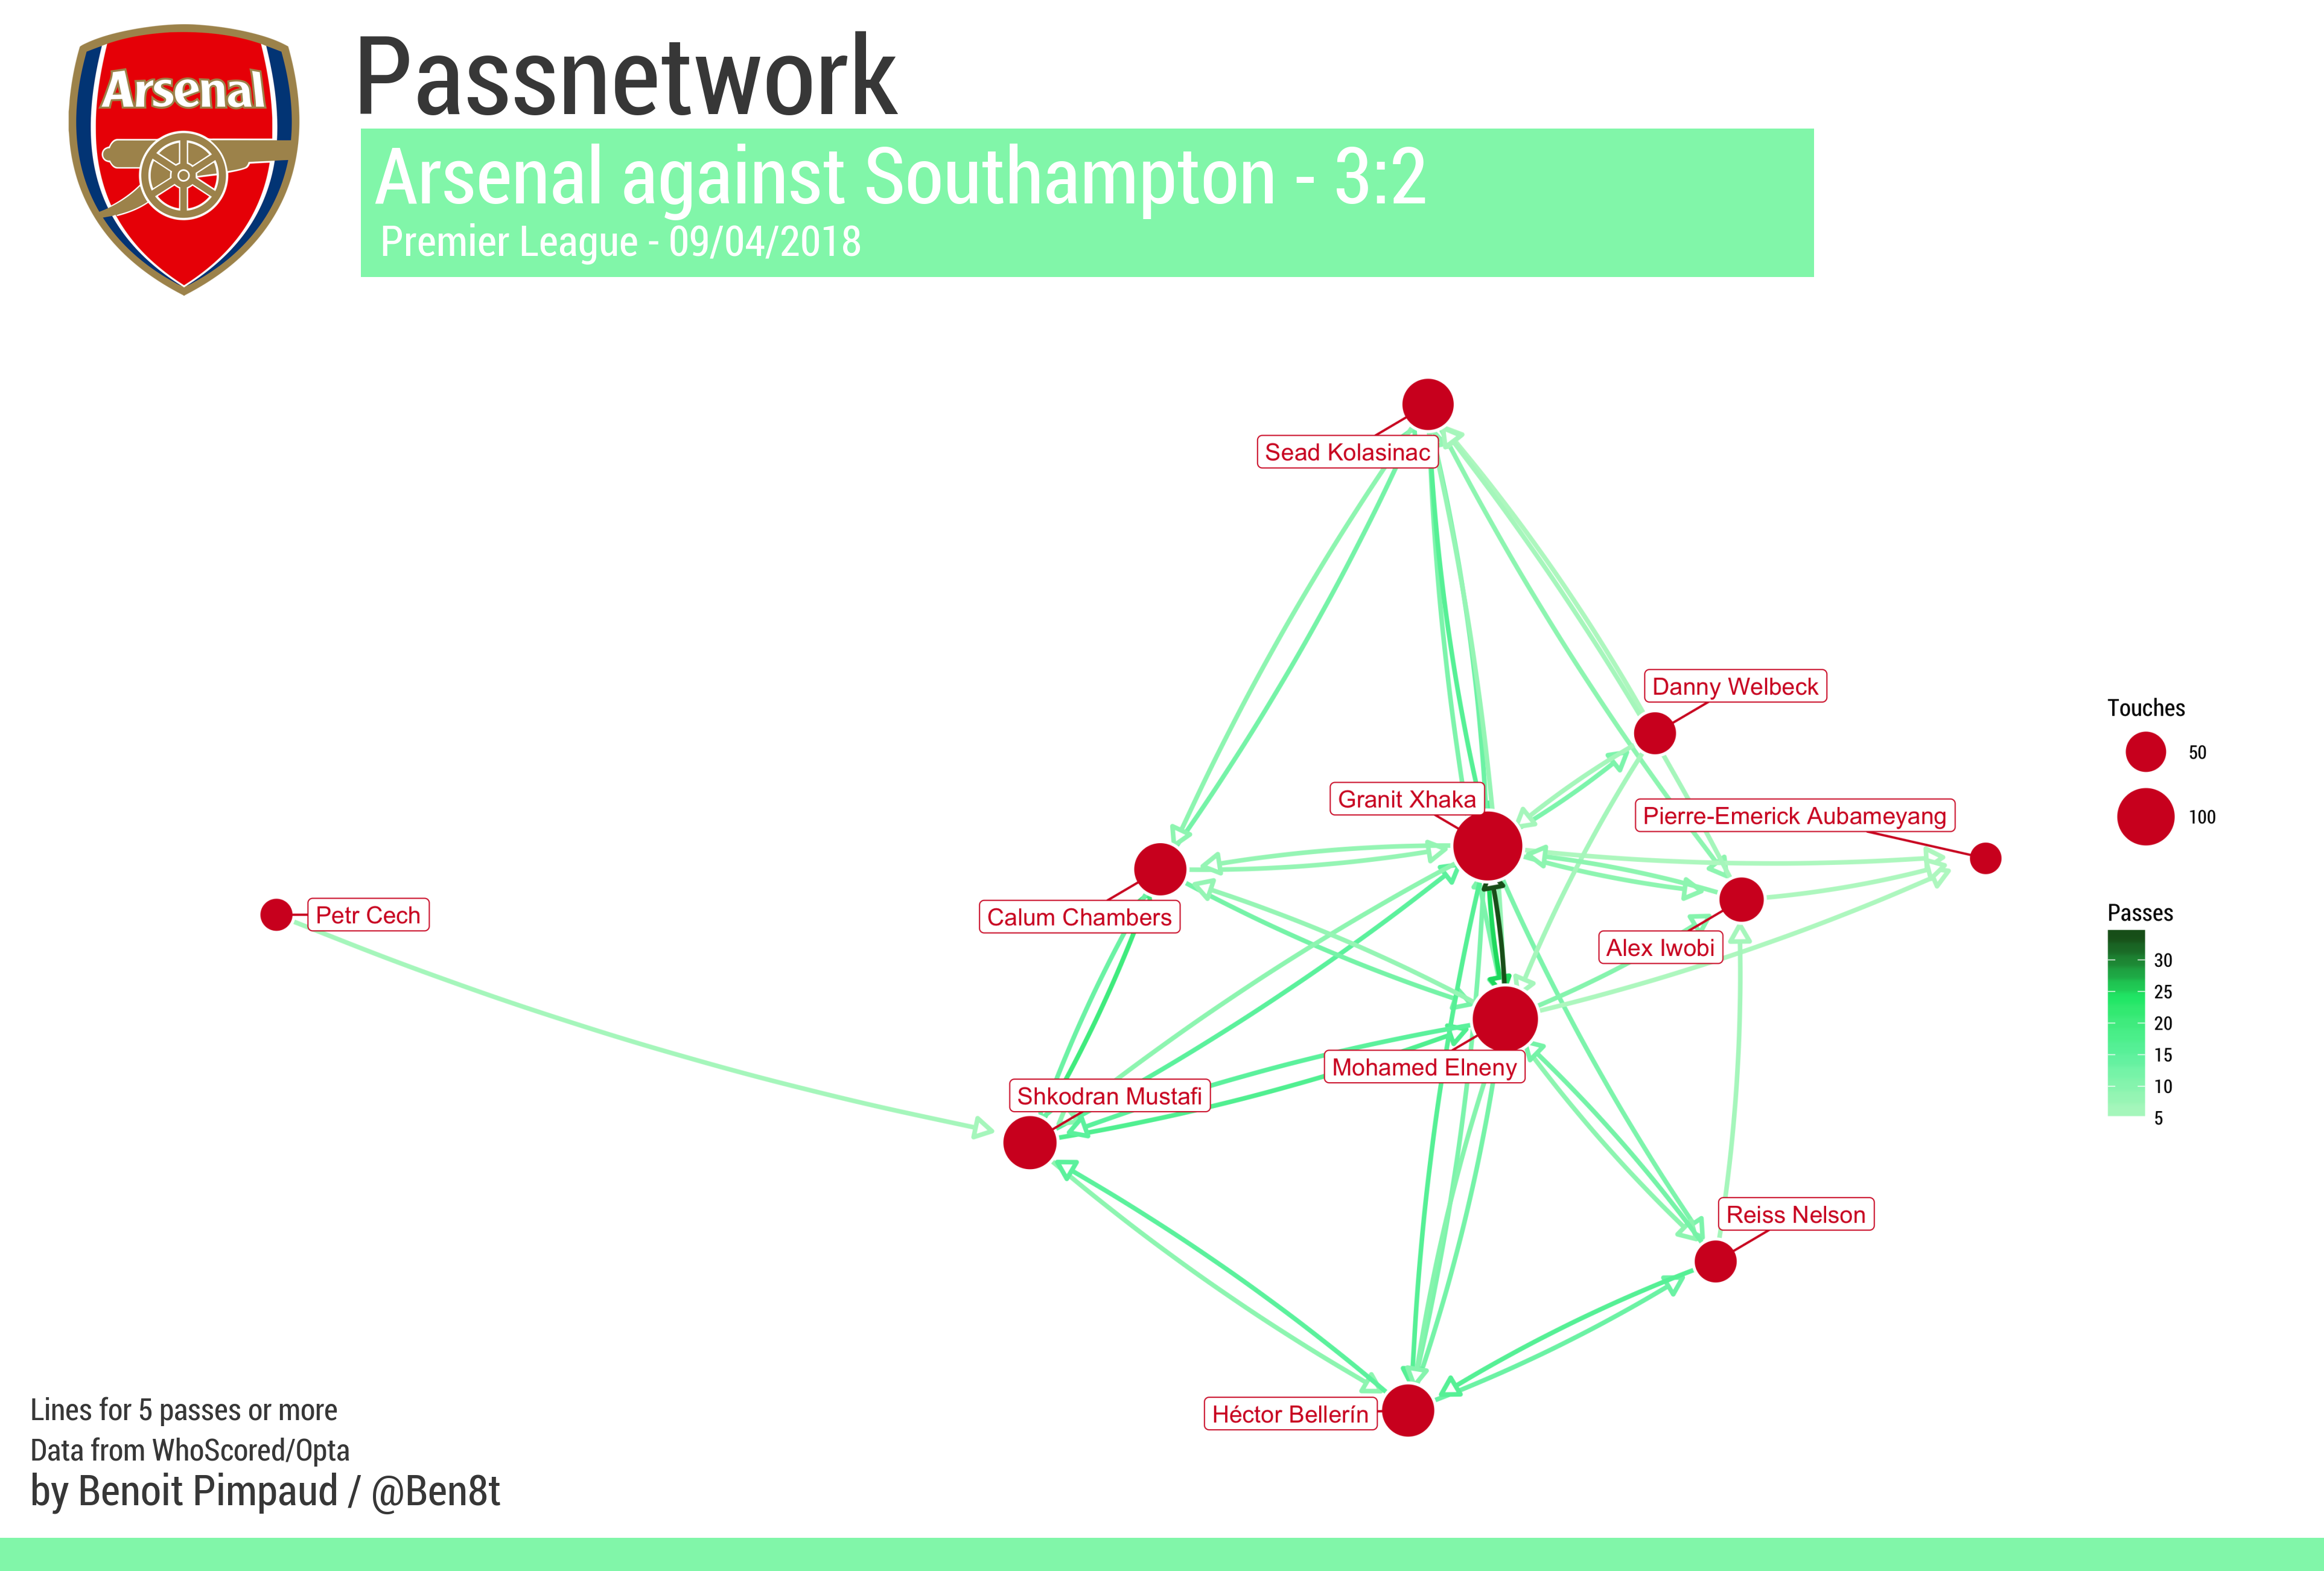 Arsenal
Passnetwork
Arsenal against Southampton - 3:2
Premier League - 09/04/2018
Sead Kolasinac
Danny Welbeck
Granit Xhaka
Pierre-Emerick Aubameyang
Petr Cech
Calum Chambers
Alex Iwobi
Mohamed Elneny
Shkodran Mustafi
Reiss Nelson
Héctor Bellerín
Touches
50
100
Passes
30
25
20
15
10
5
Lines for 5 passes or more
Data from WhoScored/Opta
by Benoit Pimpaud / @Ben8t